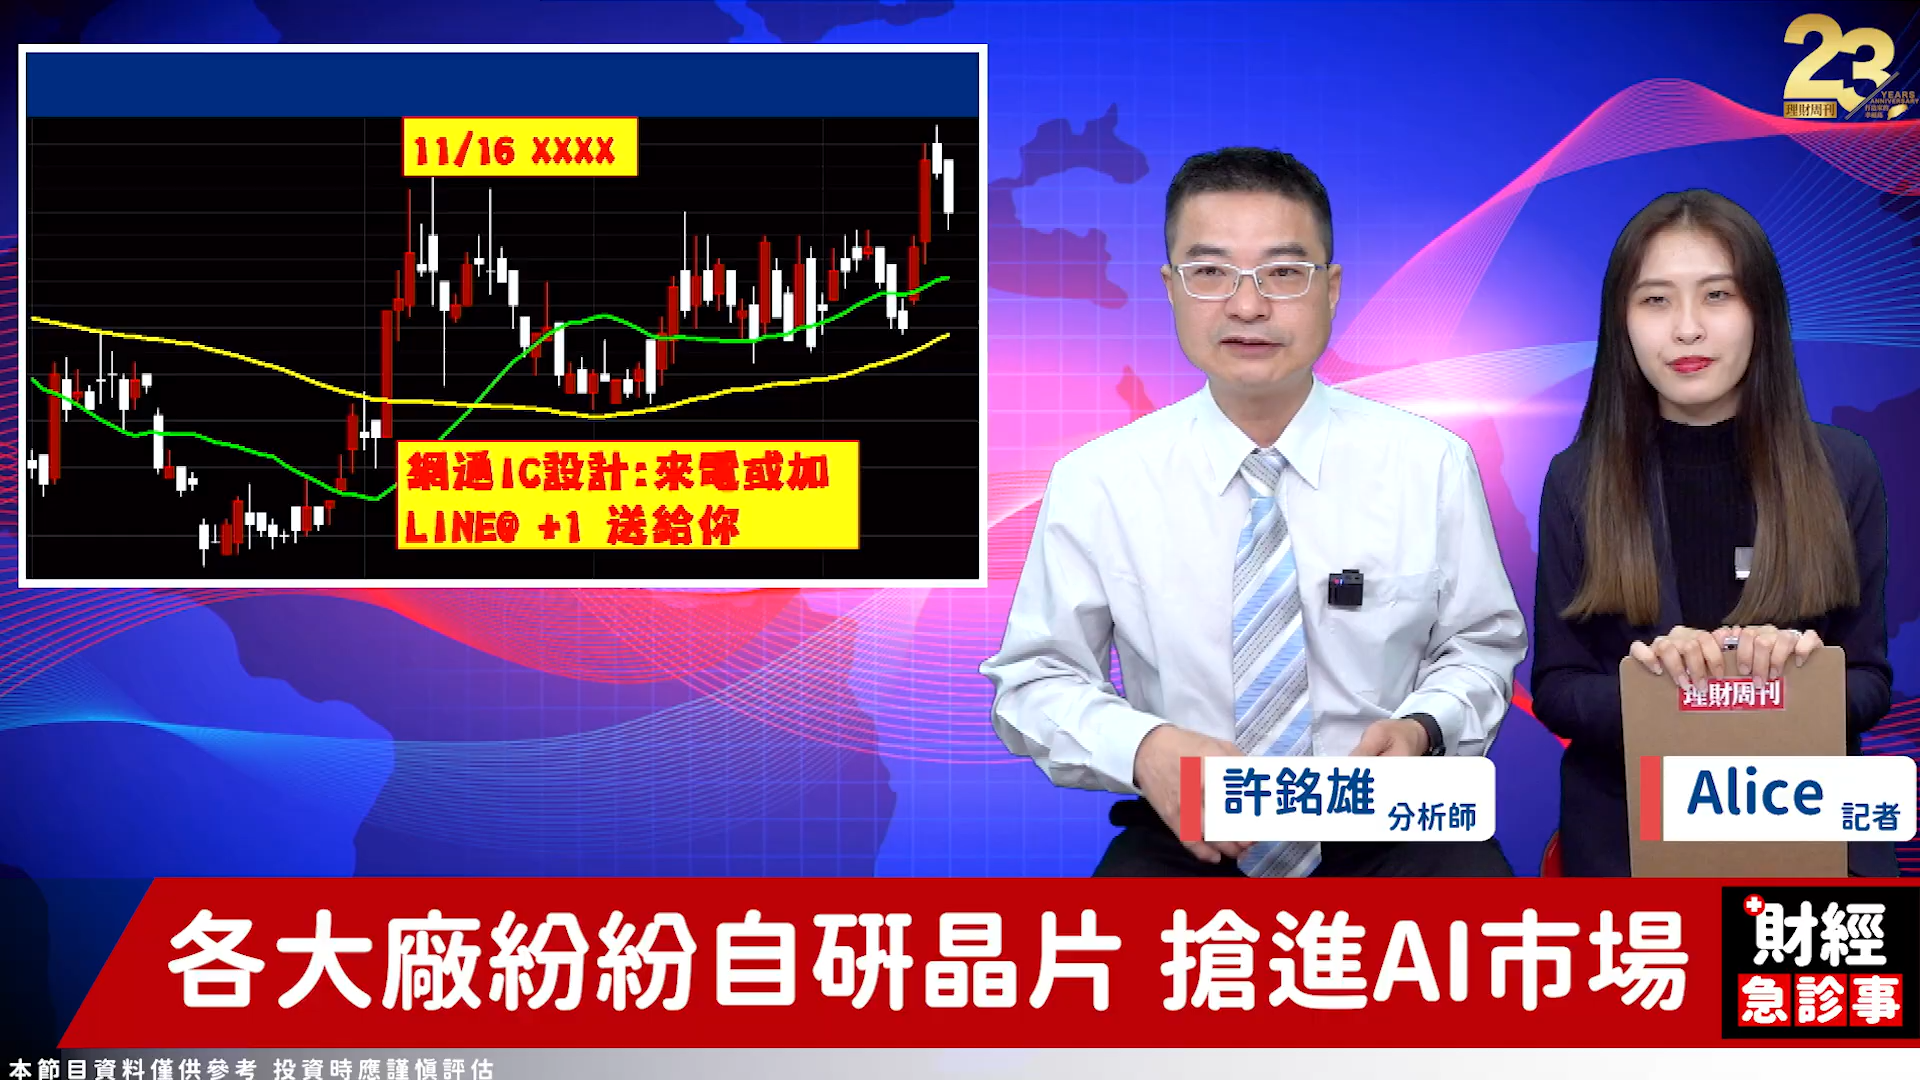 23
YEARS
ANNIVERSARY
理財周刊
11/16 XXXX
網通IC設計:來電或加
LINE@ +1 送給你
理財周刊
許銘雄 分析師
Alice 記者
各大廠紛紛自研晶片 搶進AI市場
財經
急診事
本節目資料僅供參考 投資時應謹慎評估